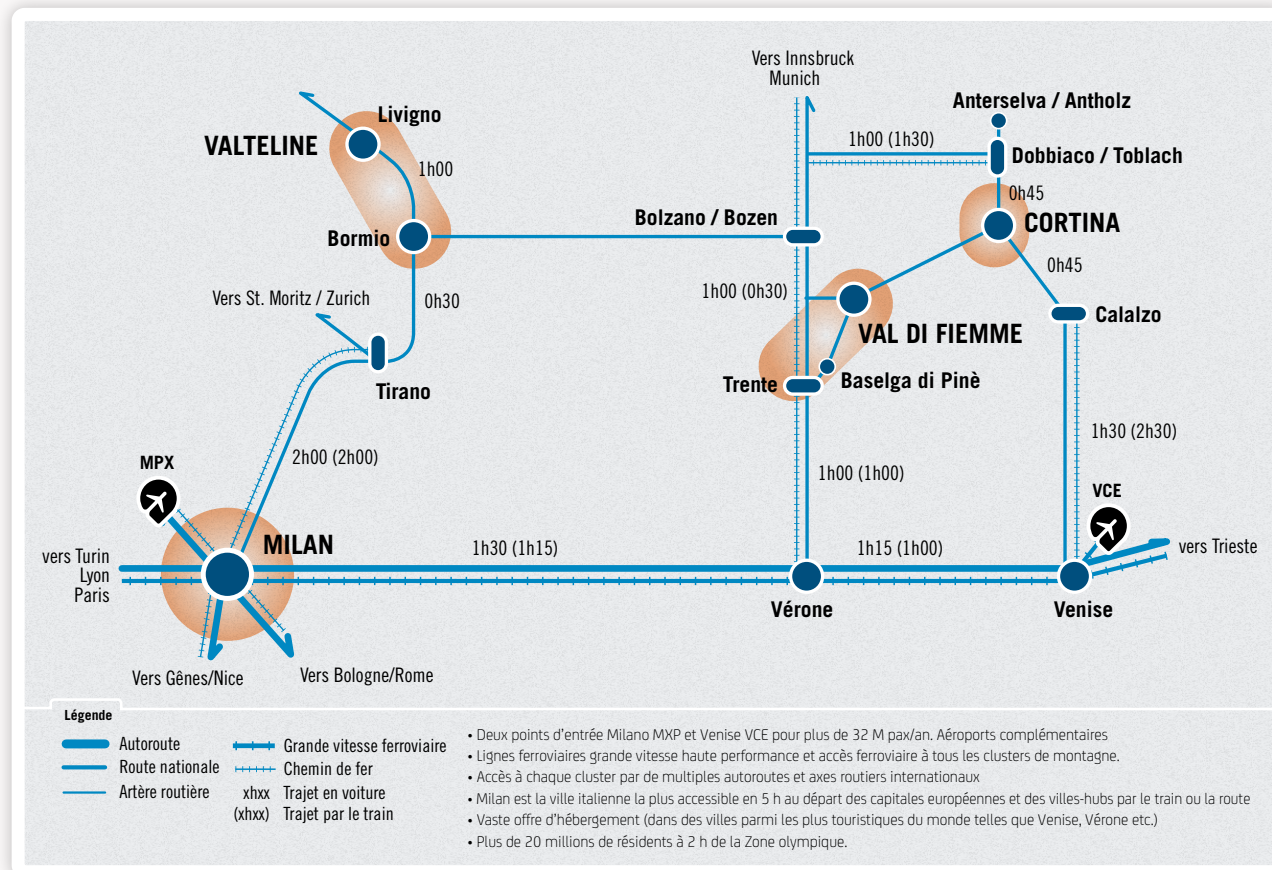 Vers Innsbruck
Munich
Anterselva / Antholz
Livigno
VALTELINE
1h00 (1h30)
Dobbiaco / Toblach
1h00
0h45
Bolzano / Bozen
CORTINA
Bormio
0h45
Vers St. Moritz / Zurich
0h30
1h00 (0h30)
Calalzo
VAL DI FIEMME
Trente
Baselga di Pinè
Tirano
1h30 (2h30)
2h00 (2h00)
MPX
1h00 (1h00)
VCE
MILAN
1h30 (1h15)
1h15 (1h00)
vers Turin
Lyon
Paris
vers Trieste
Vérone
Venise
Vers Gênes/Nice
Vers Bologne/Rome
Légende
Autoroute
Route nationale
Artère routière
Grande vitesse ferroviaire
Chemin de fer
xhxx Trajet en voiture
(xhxx) Trajet par le train
• Deux points d'entrée Milano MXP et Venise VCE pour plus de 32 M pax/an. Aéroports complémentaires
• Lignes ferroviaires grande vitesse haute performance et accès ferroviaire à tous les clusters de montagne.
• Accès à chaque cluster par de multiples autoroutes et axes routiers internationaux
• Milan est la ville italienne la plus accessible en 5 h au départ des capitales européennes et des villes-hubs par le train ou la route
• Vaste offre d'hébergement (dans des villes parmi les plus touristiques du monde telles que Venise, Vérone etc.)
• Plus de 20 millions de résidents à 2 h de la Zone olympique.